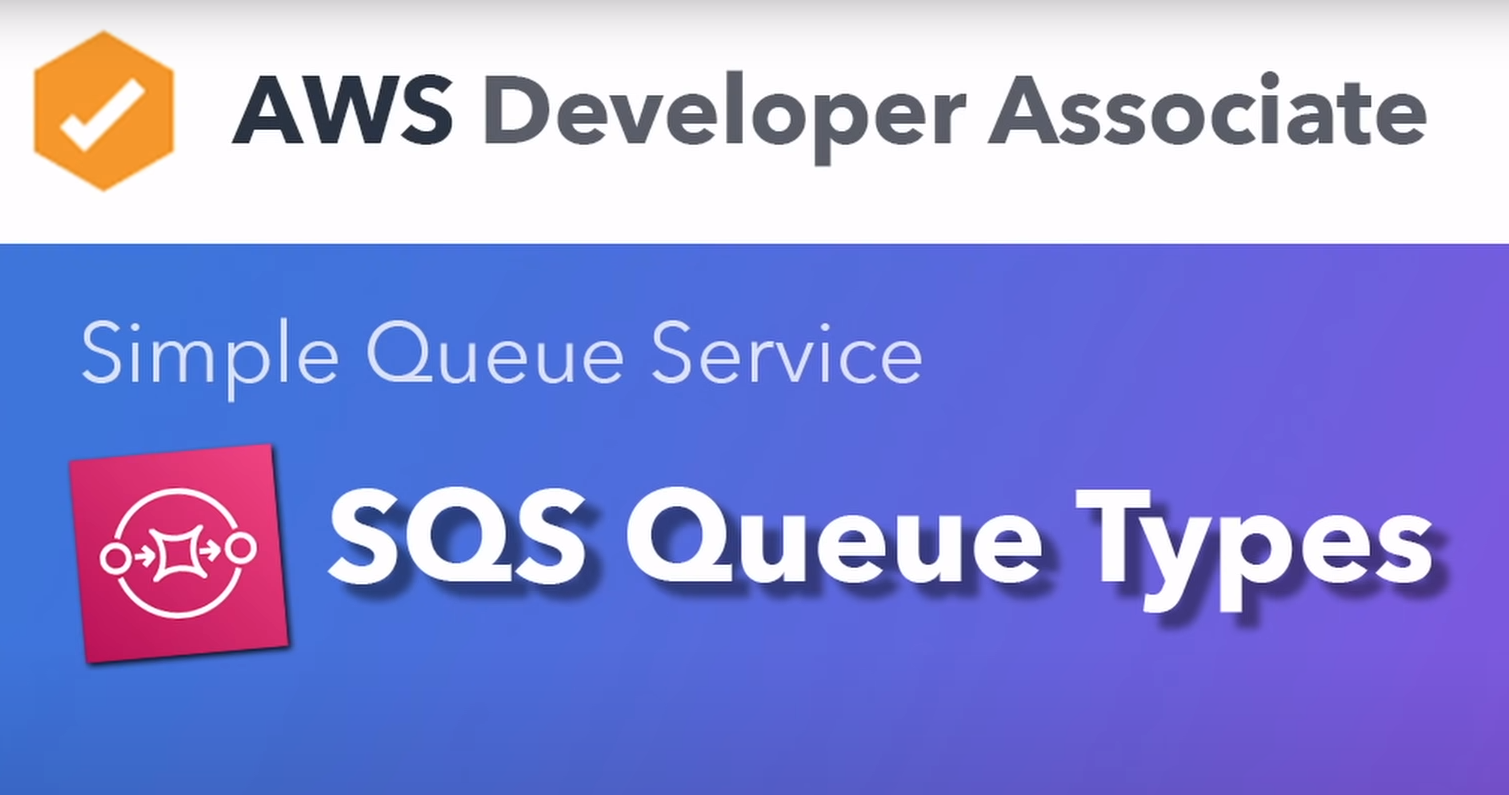 AWS Developer Associate
Simple Queue Service
SQS Queue Types